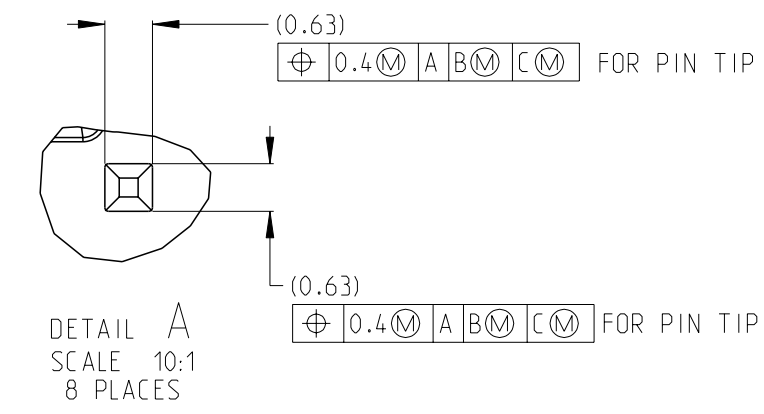 (0.63)
⌖ 0.4Ⓜ A BⓂ CⓂ FOR PIN TIP
(0.63)
⌖ 0.4Ⓜ A BⓂ CⓂ FOR PIN TIP
DETAIL A
SCALE 10:1
8 PLACES